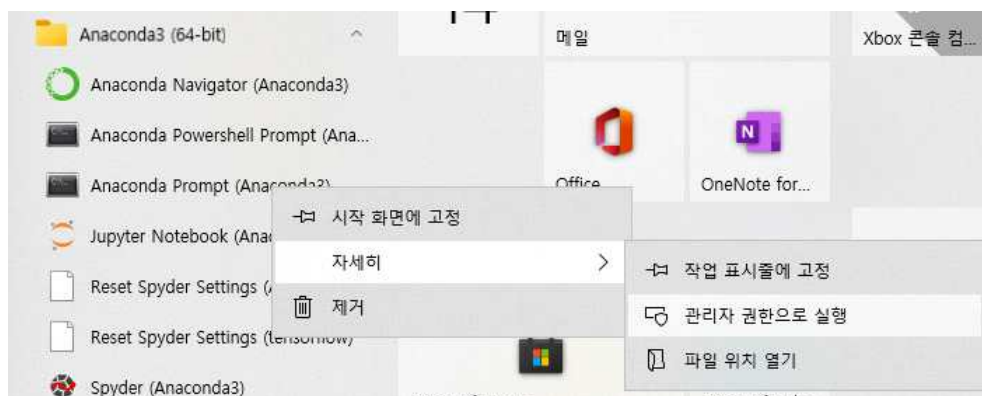 Anaconda3 (64-bit)
메일
Xbox 콘솔 컴...
Anaconda Navigator (Anaconda3)
Anaconda Powershell Prompt (Ana...
Anaconda Prompt (Anaconda3)
Office
OneNote for...
시작 화면에 고정
Jupyter Notebook (Anac
자세히
작업 표시줄에 고정
Reset Spyder Settings (
제거
관리자 권한으로 실행
Reset Spyder Settings (tensorflow)
파일 위치 열기
Spyder (Anaconda3)